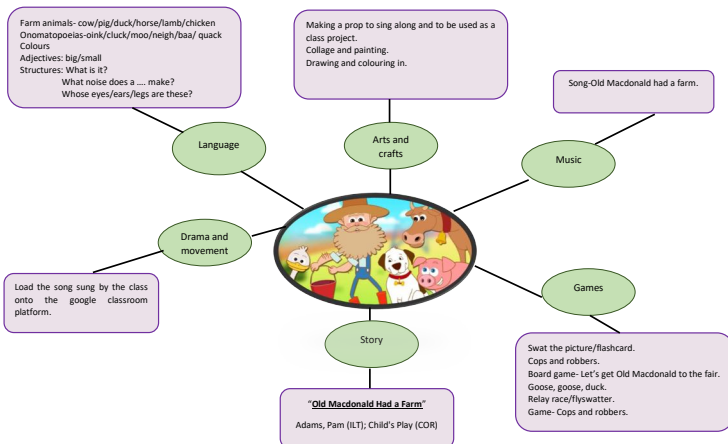 Farm animals- cow/pig/duck/horse/lamb/chicken
Onomatopoeias-oink/cluck/moo/neigh/baa/ quack
Colours
Adjectives: big/small
Structures: What is it?
What noise does a .... make?
Whose eyes/ears/legs are these?
Making a prop to sing along and to be used as a
class project.
Collage and painting.
Drawing and colouring in.
Song-Old Macdonald had a farm.
Language
Arts and
crafts
Music
Drama and
movement
Load the song sung by the class
onto the google classroom
platform.
Games
Story
Swat the picture/flashcard.
Cops and robbers.
Board game- Let's get Old Macdonald to the fair.
Goose, goose, duck.
Relay race/flyswatter.
Game- Cops and robbers.
"Old Macdonald Had a Farm"
Adams, Pam (ILT); Child's Play (COR)